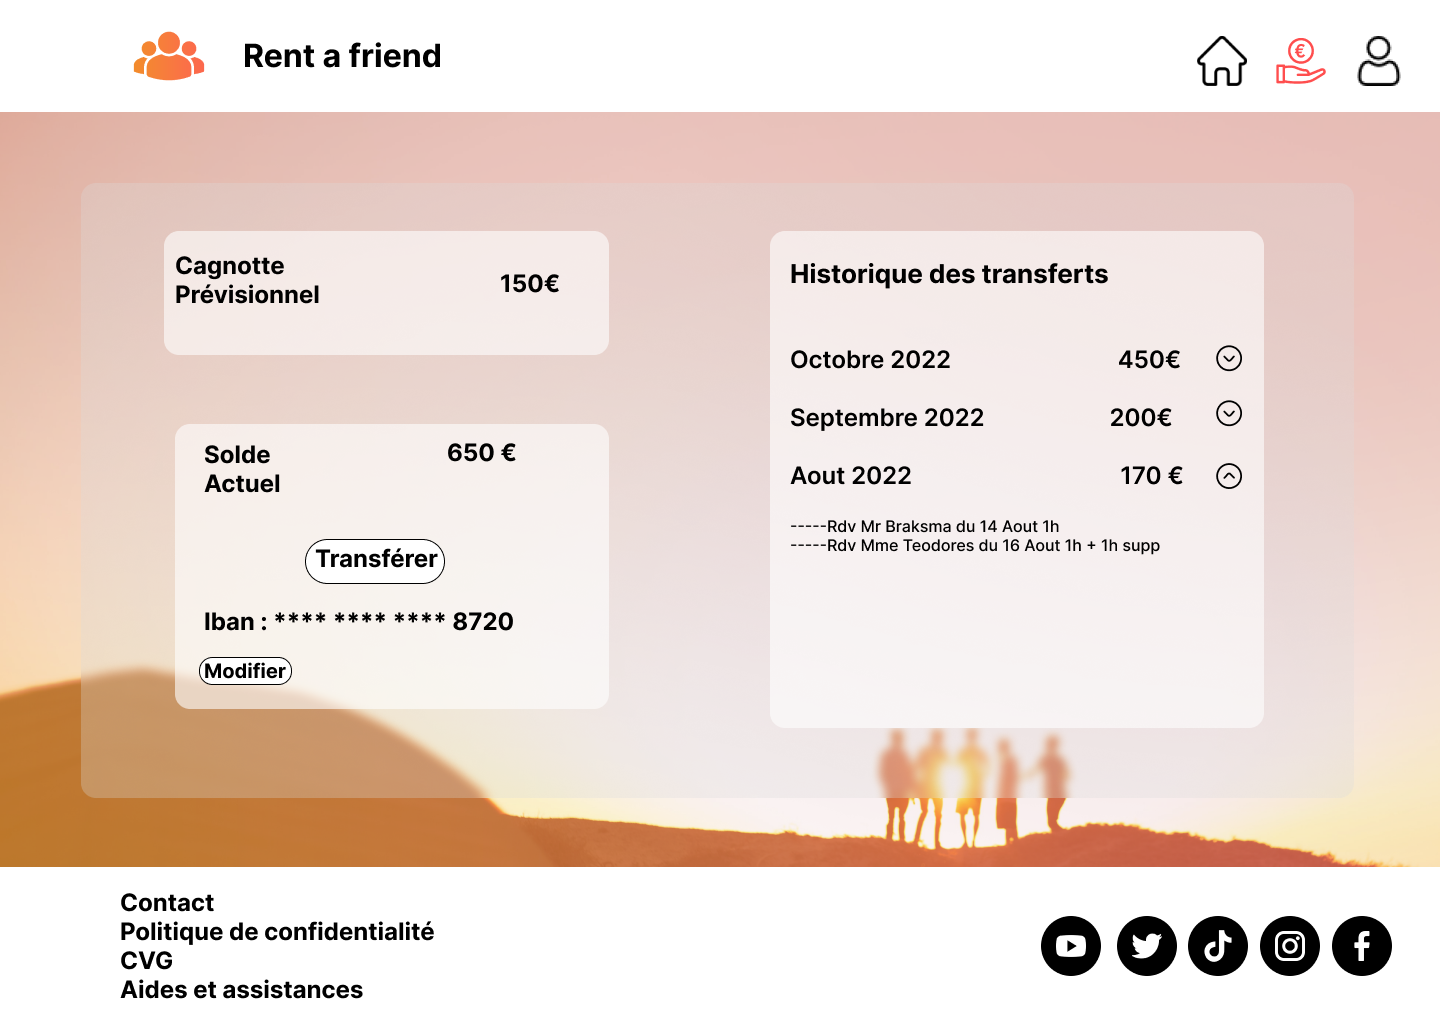 Rent a friend
€
Cagnotte
Prévisionnel
150€
Solde
Actuel
650 €
Transférer
Iban : **** **** **** 8720
Modifier
Historique des transferts
Octobre 2022 450€
Septembre 2022 200€
Aout 2022 170 €
-----Rdv Mr Braksma du 14 Aout 1h
-----Rdv Mme Teodores du 16 Aout 1h + 1h supp
Contact
Politique de confidentialité
CVG
Aides et assistances